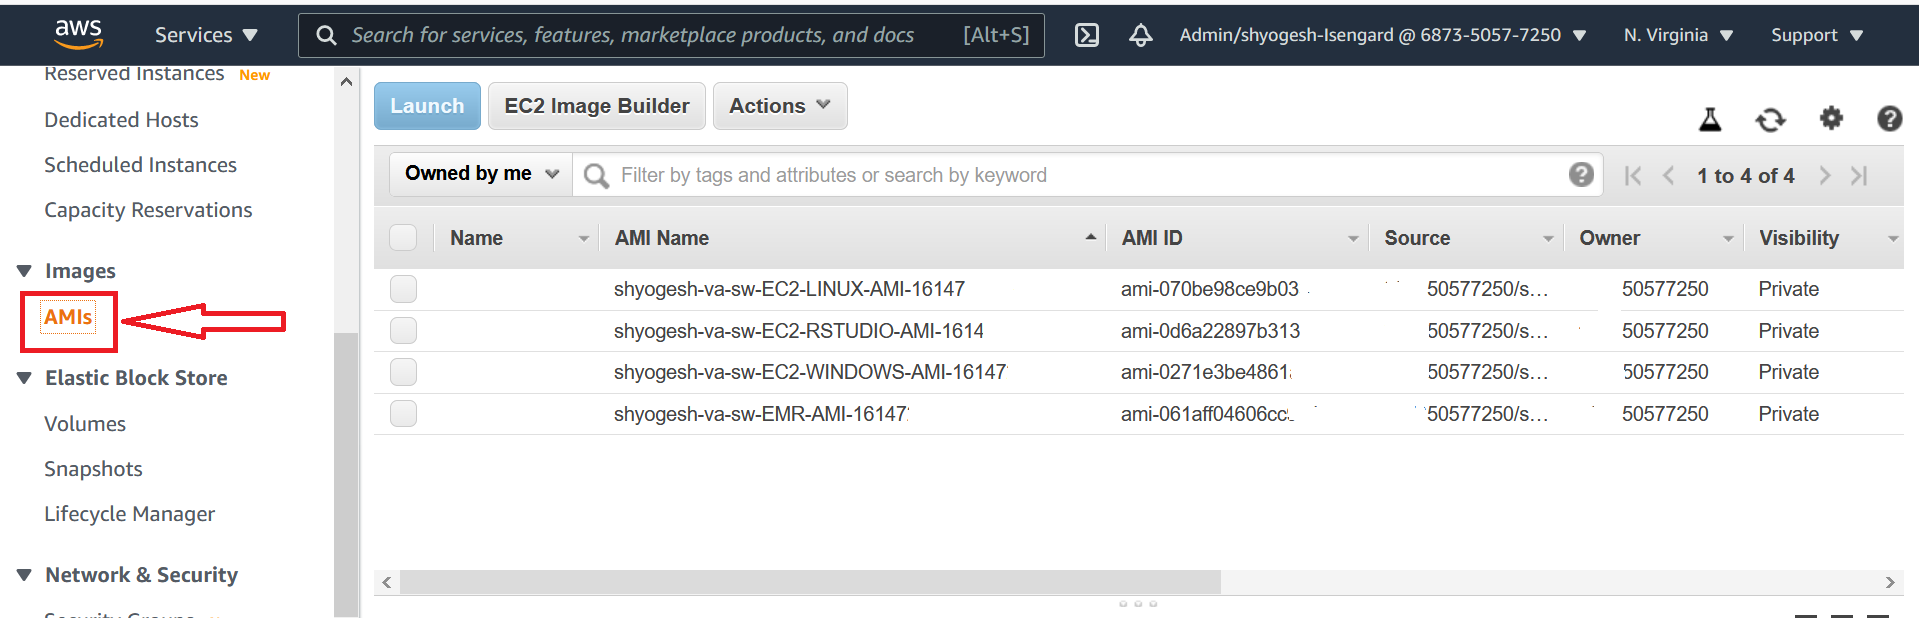 aws Services Search for services, features, marketplace products, and docs [Alt+S] Admin/shyogesh-Isengard @ 6873-5057-7250 N. Virginia Support
Reserved Instances New
Dedicated Hosts
Scheduled Instances
Capacity Reservations
Images
AMIs
Elastic Block Store
Volumes
Snapshots
Lifecycle Manager
Network & Security
Launch EC2 Image Builder Actions
Owned by me Filter by tags and attributes or search by keyword 1 to 4 of 4
Name AMI Name AMI ID Source Owner Visibility
shyogesh-va-sw-EC2-LINUX-AMI-16147 ami-070be98ce9b03 50577250/s... 50577250 Private
shyogesh-va-sw-EC2-RSTUDIO-AMI-1614 ami-0d6a22897b313 50577250/s... 50577250 Private
shyogesh-va-sw-EC2-WINDOWS-AMI-16147 ami-0271e3be4861 50577250/s... 50577250 Private
shyogesh-va-sw-EMR-AMI-16147 ami-061aff04606cc 50577250/s... 50577250 Private